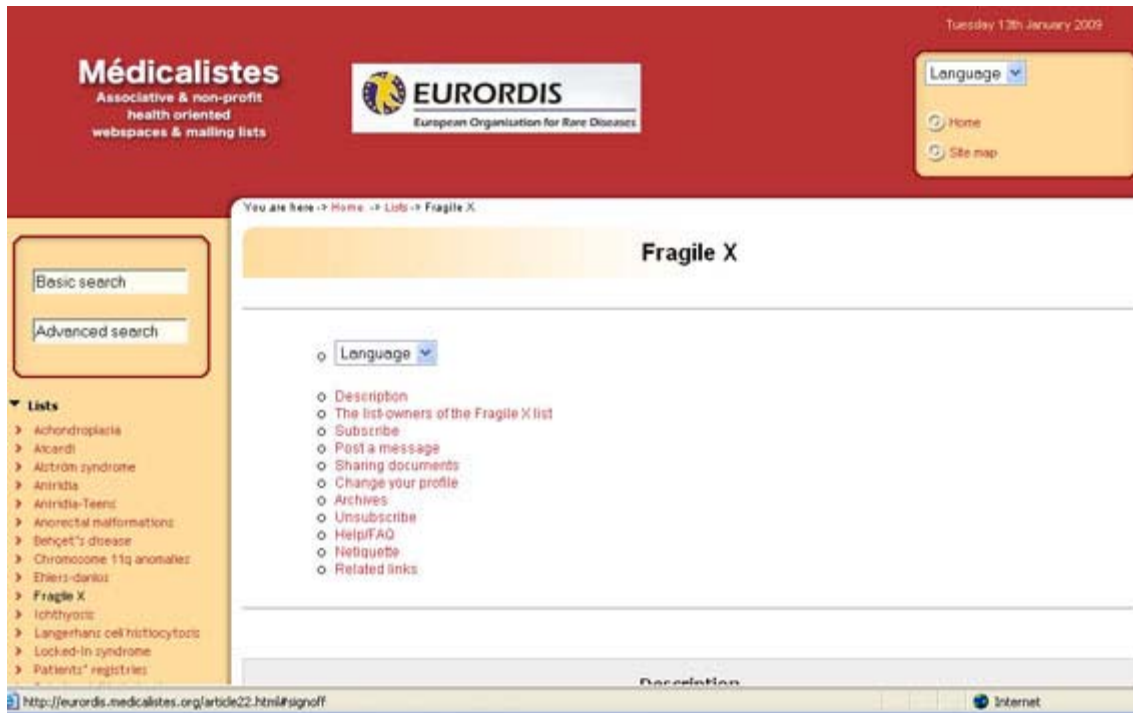 Tuesday 13th January 2009
Médicalistes
Associative & non-profit
health oriented
webspaces & mailing lists
EURORDIS
European Organisation for Rare Diseases
Language
Home
Site map
You are here -> Home -> Lists -> Fragile X
Fragile X
Basic search
Advanced search
Language
Description
The list-owners of the Fragile X list
Subscribe
Post a message
Sharing documents
Change your profile
Archives
Unsubscribe
Help/FAQ
Netiquette
Related links
Lists
Achondroplasia
Aicardi
Alström syndrome
Aniridia
Aniridia-Teens
Anorectal malformations
Behçet"s disease
Chromosome 11q anomalies
Ehlers-danlos
Fragile X
Ichthyosis
Langerhans cell histiocytosis
Locked-In syndrome
Patients" registries
Description
http://eurordis.medicalistes.org/article22.html#signoff
Internet